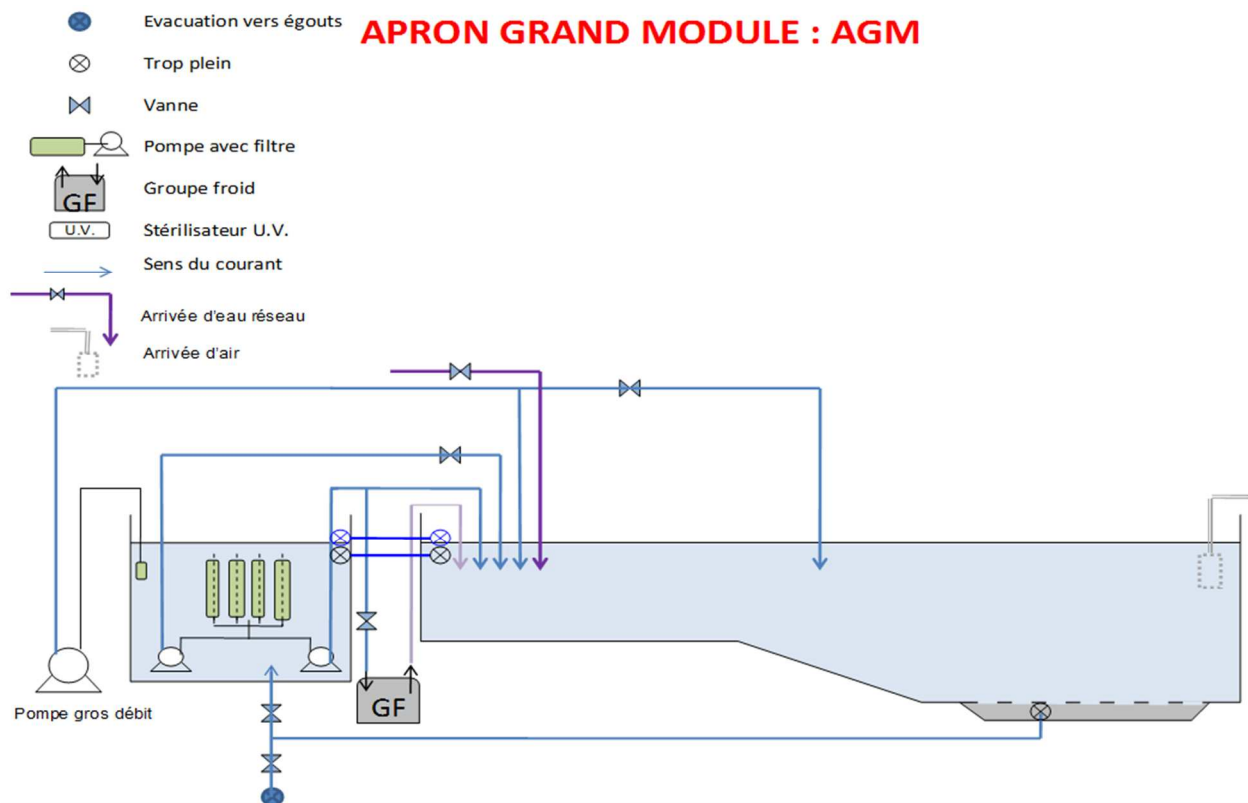 APRON GRAND MODULE : AGM
Evacuation vers égouts
Trop plein
Vanne
Pompe avec filtre
GF
Groupe froid
U.V.
Stérilisateur U.V.
Sens du courant
Arrivée d'eau réseau
Arrivée d'air
Pompe gros débit
GF